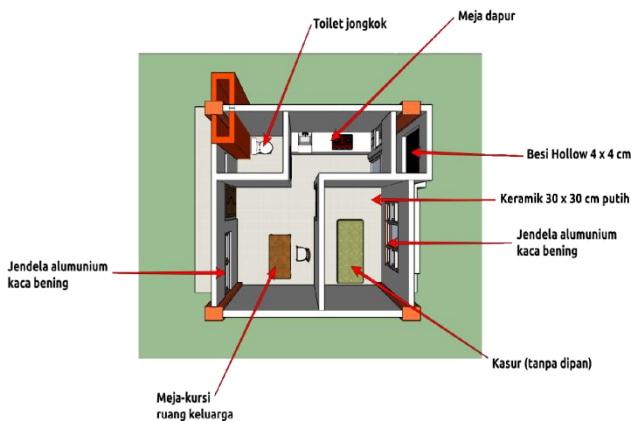 Toilet jongkok
Meja dapur
Besi Hollow 4 x 4 cm
Keramik 30 x 30 cm putih
Jendela alumunium
kaca bening
Jendela alumunium
kaca bening
Kasur (tanpa dipan)
Meja-kursi
ruang keluarga